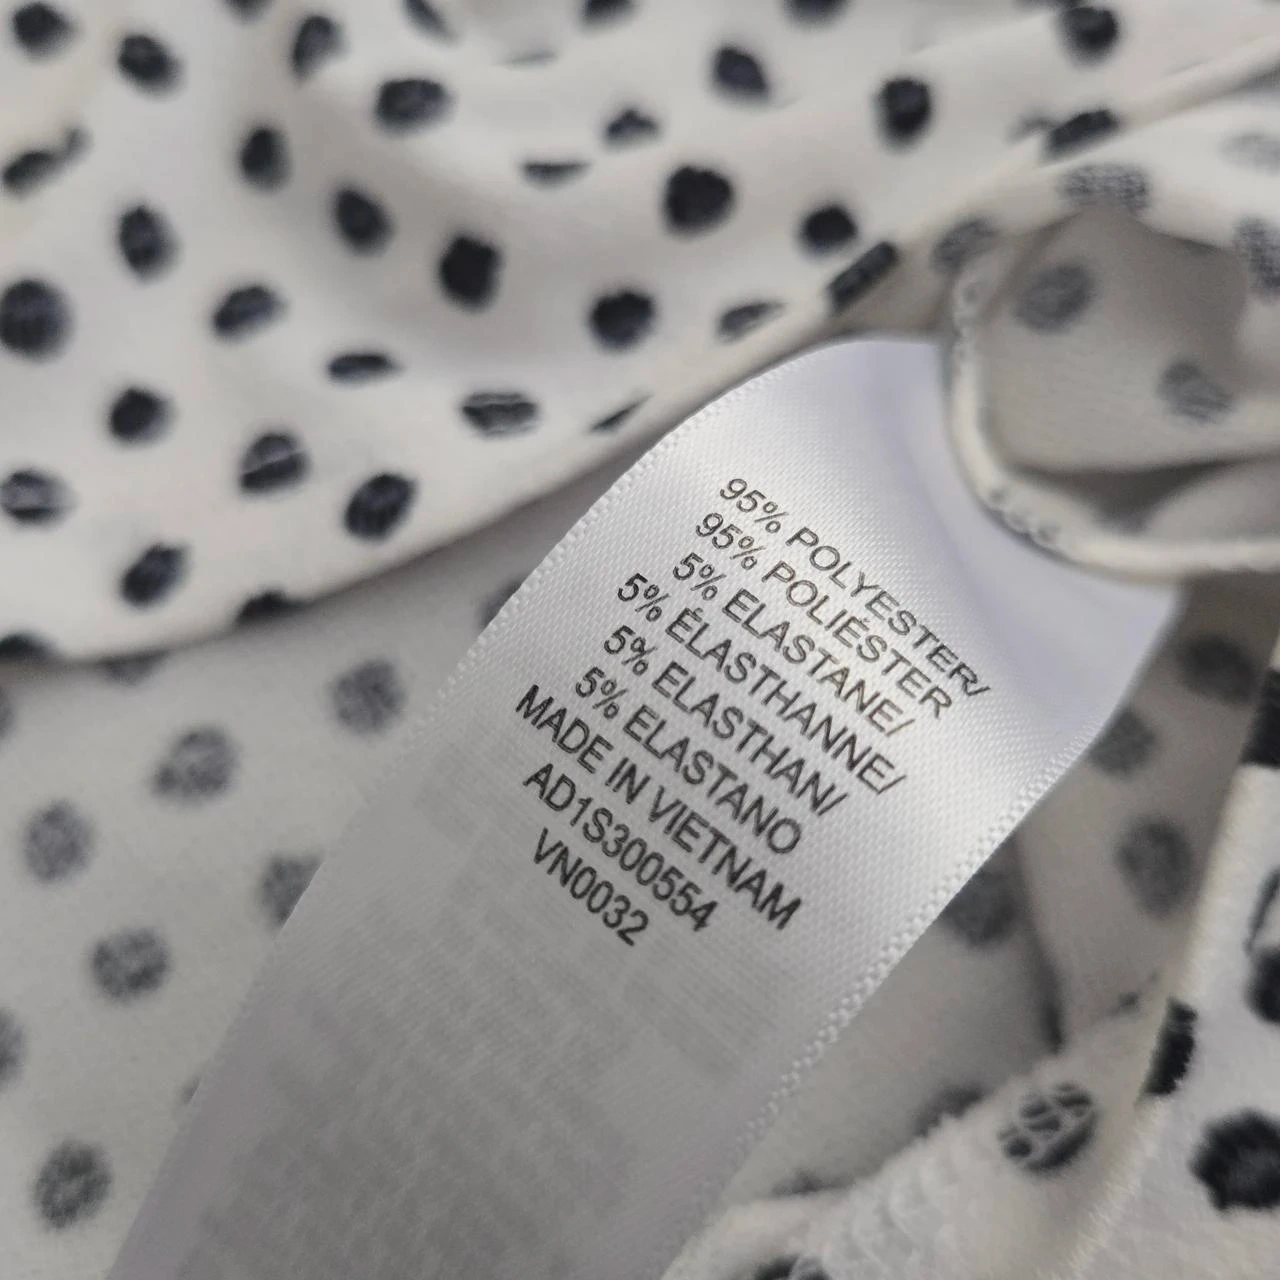 95% POLYESTER/
95% POLIÉSTER
5% ELASTANE/
5% ÉLASTHANNE/
5% ELASTHAN/
5% ELASTANO
MADE IN VIETNAM
AD1S300554
VN0032